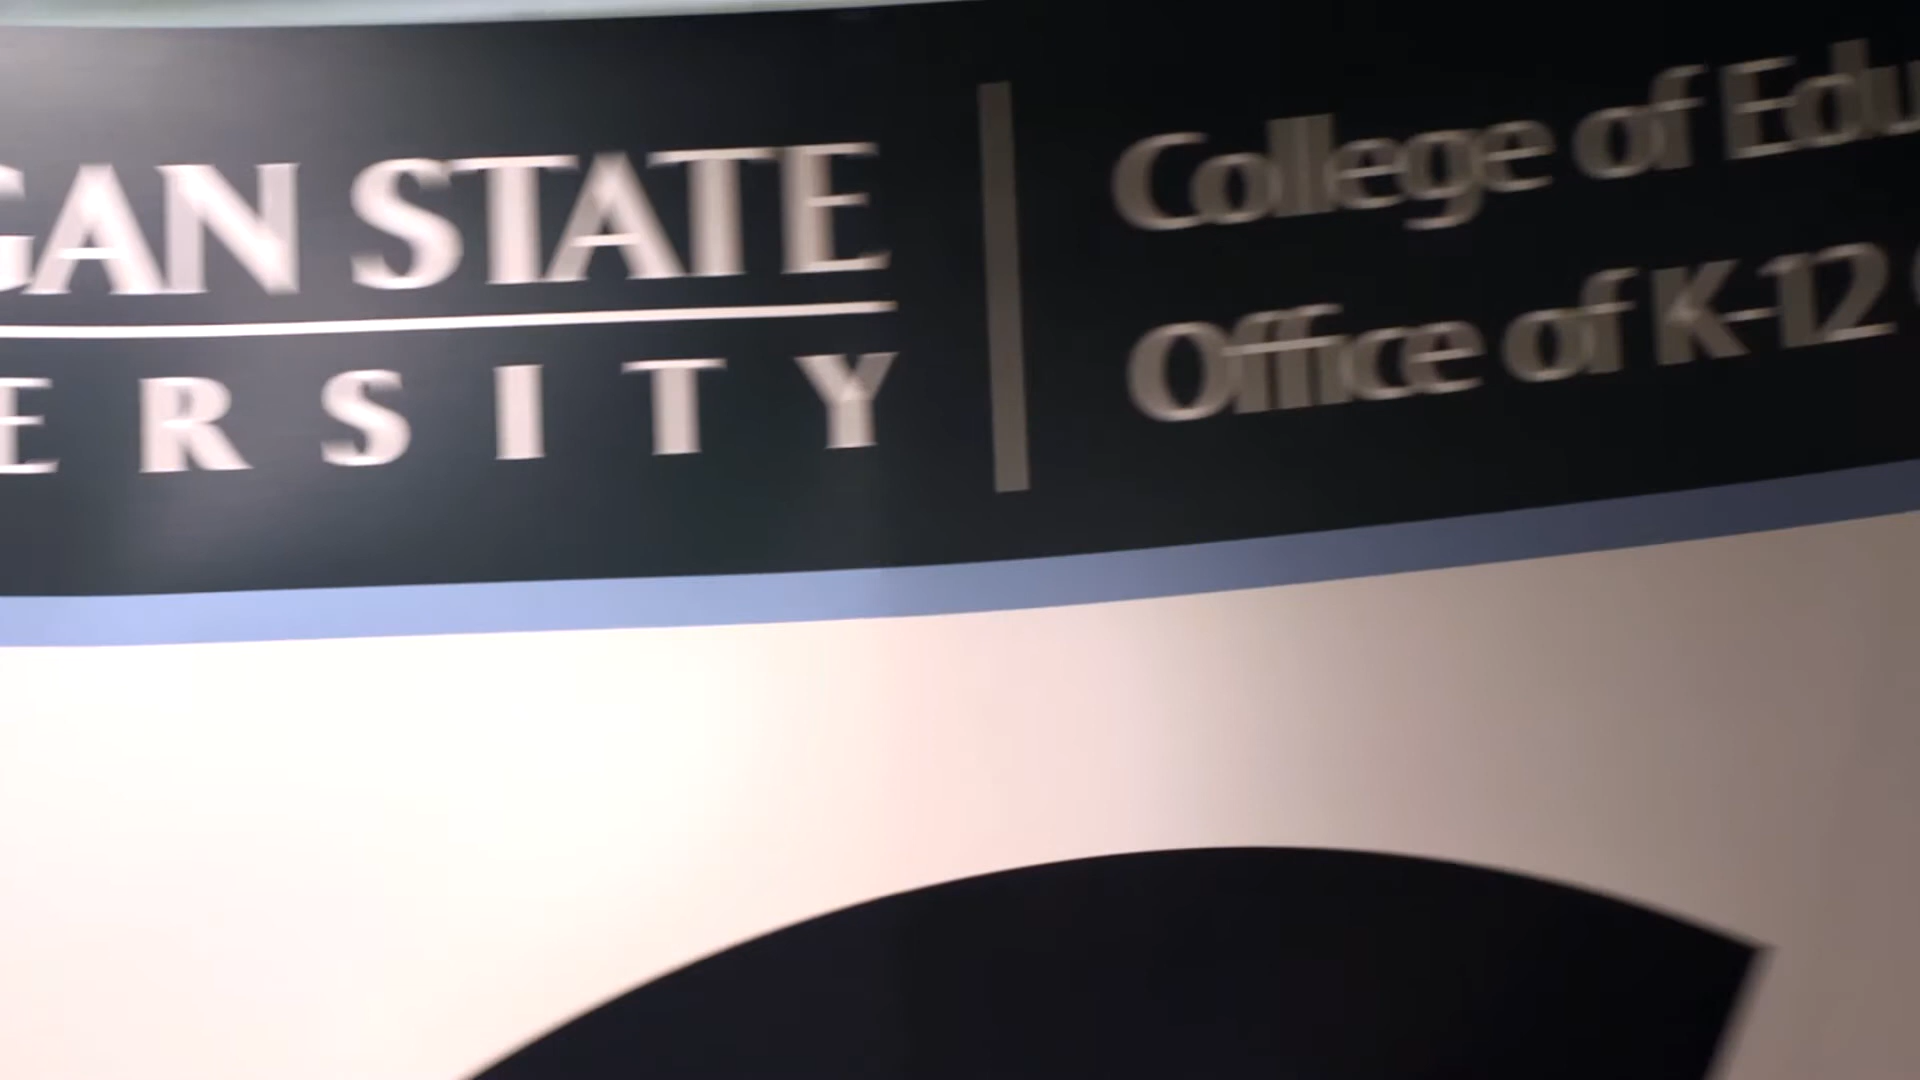 GAN STATE
ERSITY
College of Edu
Office of K-12